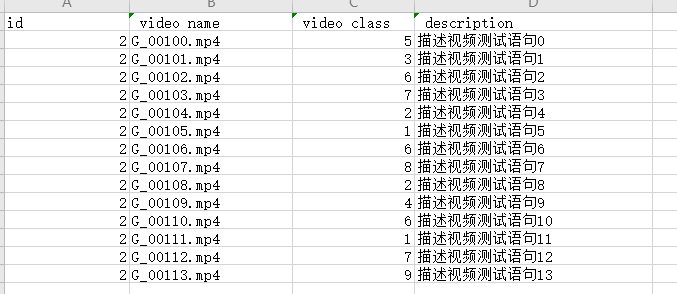 A B C D
id video name video class description
2 G_00100.mp4 5 描述视频测试语句0
2 G_00101.mp4 3 描述视频测试语句1
2 G_00102.mp4 6 描述视频测试语句2
2 G_00103.mp4 7 描述视频测试语句3
2 G_00104.mp4 2 描述视频测试语句4
2 G_00105.mp4 1 描述视频测试语句5
2 G_00106.mp4 6 描述视频测试语句6
2 G_00107.mp4 8 描述视频测试语句7
2 G_00108.mp4 2 描述视频测试语句8
2 G_00109.mp4 4 描述视频测试语句9
2 G_00110.mp4 6 描述视频测试语句10
2 G_00111.mp4 1 描述视频测试语句11
2 G_00112.mp4 7 描述视频测试语句12
2 G_00113.mp4 9 描述视频测试语句13